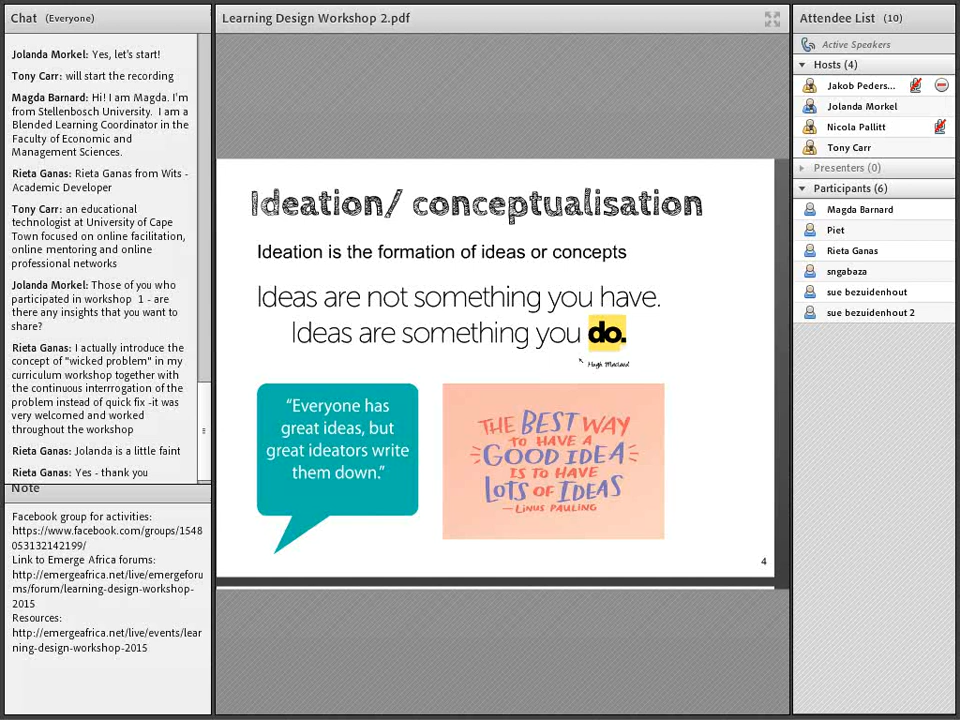 Chat (Everyone)
Jolanda Morkel: Yes, let's start!
Tony Carr: will start the recording
Magda Barnard: Hi! I am Magda. I'm
from Stellenbosch University. I am a
Blended Learning Coordinator in the
Faculty of Economic and
Management Sciences.
Rieta Ganas: Rieta Ganas from Wits -
Academic Developer
Tony Carr: an educational
technologist at University of Cape
Town focused on online facilitation,
online mentoring and online
professional networks
Jolanda Morkel: Those of you who
participated in workshop 1 - are
there any insights that you want to
share?
Rieta Ganas: I actually introduce the
concept of "wicked problem" in my
curriculum workshop together with
the continuous interrrogation of the
problem instead of quick fix -it was
very welcomed and worked
throughout the workshop
Rieta Ganas: Jolanda is a little faint
Rieta Ganas: Yes - thank you
Note
Facebook group for activities:
https://www.facebook.com/groups/1548
053132142199/
Link to Emerge Africa forums:
http://emergeafrica.net/live/emergeforu
ms/forum/learning-design-workshop-
2015
Resources:
http://emergeafrica.net/live/events/lear
ning-design-workshop-2015
Learning Design Workshop 2.pdf
Ideation/ conceptualisation
Ideation is the formation of ideas or concepts
Ideas are not something you have.
Ideas are something you do.
Hugh Macleod
“Everyone has
great ideas, but
great ideators write
them down.”
THE BEST WAY
TO HAVE A
GOOD IDEA
IS TO HAVE
LOTS OF IDEAS
— LINUS PAULING
4
Attendee List (10)
Active Speakers
Hosts (4)
Jakob Peders...
Jolanda Morkel
Nicola Pallitt
Tony Carr
Presenters (0)
Participants (6)
Magda Barnard
Piet
Rieta Ganas
sngabaza
sue bezuidenhout
sue bezuidenhout 2